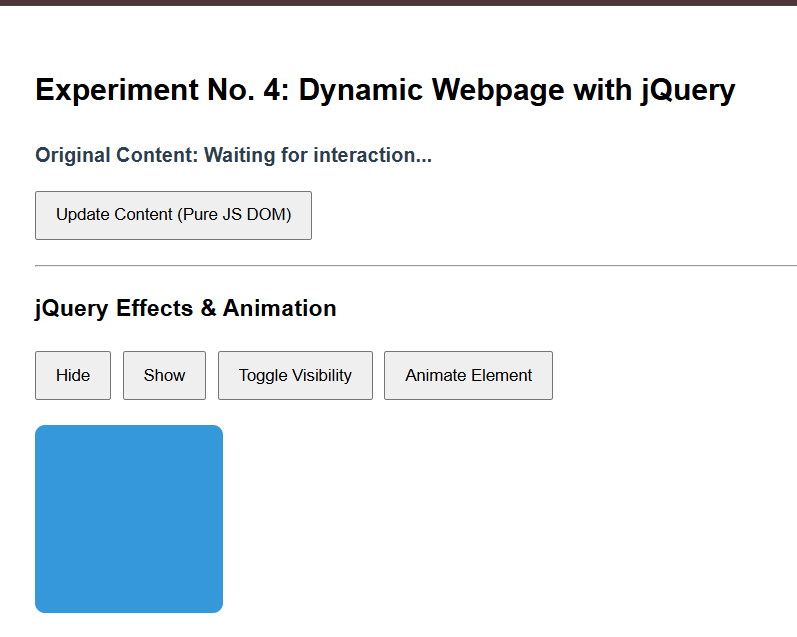 Experiment No. 4: Dynamic Webpage with jQuery
Original Content: Waiting for interaction...
Update Content (Pure JS DOM)
jQuery Effects & Animation
Hide Show Toggle Visibility Animate Element